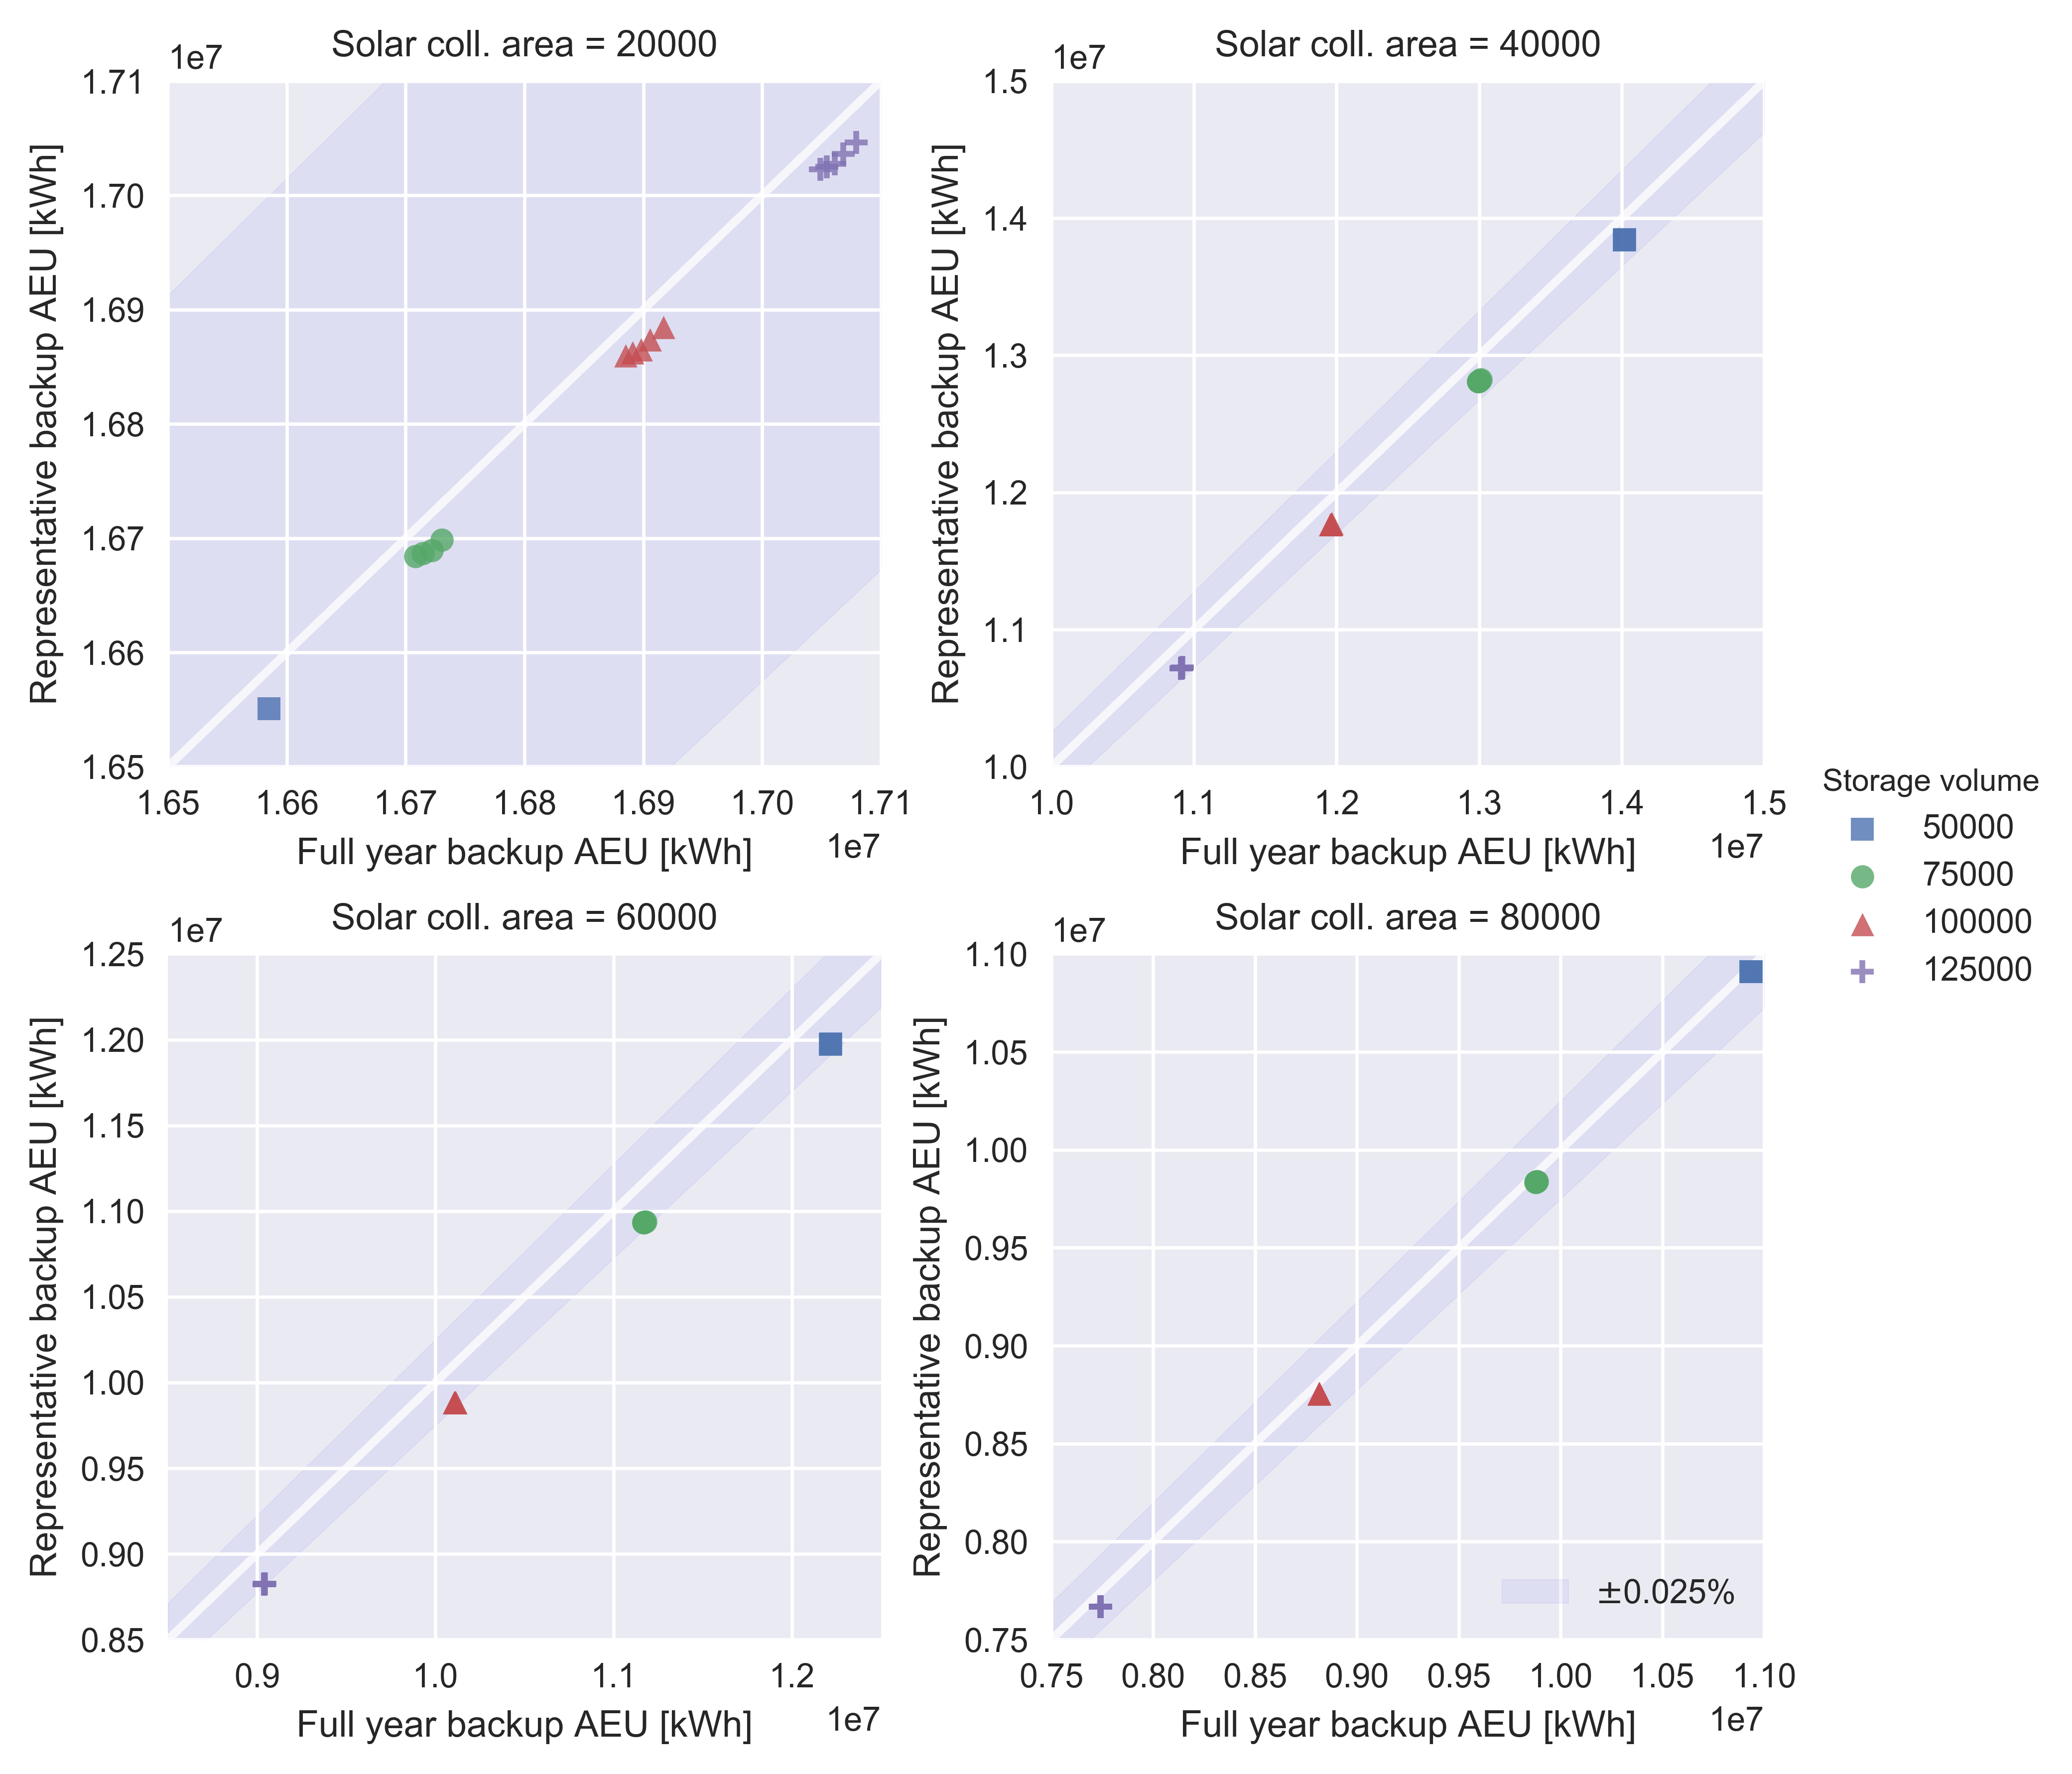 Solar coll. area = 20000
1e7
1.71
1.70
1.69
1.68
1.67
1.66
1.65
Representative backup AEU [kWh]
1.65 1.66 1.67 1.68 1.69 1.70 1.71
Full year backup AEU [kWh]
1e7
Solar coll. area = 40000
1e7
1.5
1.4
1.3
1.2
1.1
1.0
Representative backup AEU [kWh]
1.0 1.1 1.2 1.3 1.4 1.5
Full year backup AEU [kWh]
1e7
Solar coll. area = 60000
1e7
1.25
1.20
1.15
1.10
1.05
1.00
0.95
0.90
0.85
Representative backup AEU [kWh]
0.9 1.0 1.1 1.2
Full year backup AEU [kWh]
1e7
Solar coll. area = 80000
1e7
1.10
1.05
1.00
0.95
0.90
0.85
0.80
0.75
Representative backup AEU [kWh]
±0.025%
0.75 0.80 0.85 0.90 0.95 1.00 1.05 1.10
Full year backup AEU [kWh]
1e7
Storage volume
50000
75000
100000
125000